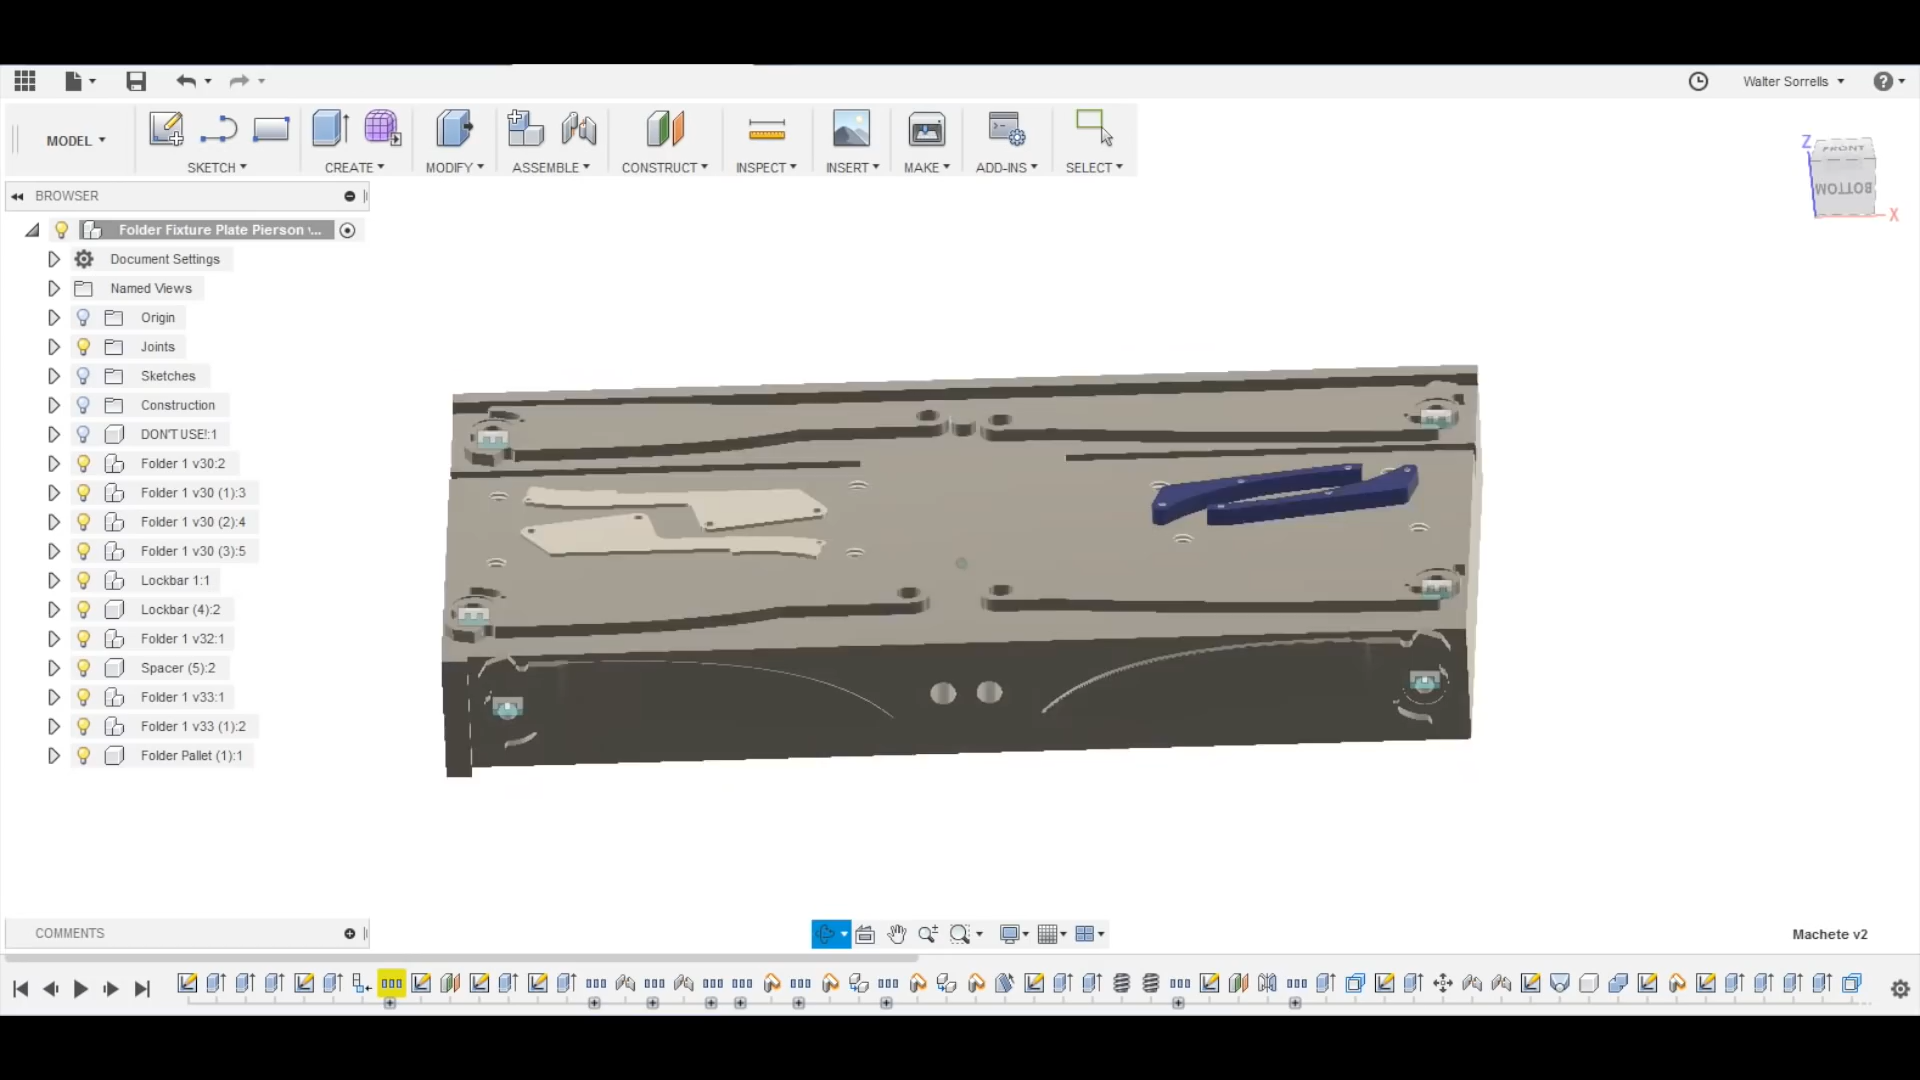 Walter Sorrells
MODEL
SKETCH
CREATE
MODIFY
ASSEMBLE
CONSTRUCT
INSPECT
INSERT
MAKE
ADD-INS
SELECT
Z
FRONT
BOTTOM
X
BROWSER
Folder Fixture Plate Pierson v...
Document Settings
Named Views
Origin
Joints
Sketches
Construction
DON'T USE!:1
Folder 1 v30:2
Folder 1 v30 (1):3
Folder 1 v30 (2):4
Folder 1 v30 (3):5
Lockbar 1:1
Lockbar (4):2
Folder 1 v32:1
Spacer (5):2
Folder 1 v33:1
Folder 1 v33 (1):2
Folder Pallet (1):1
COMMENTS
Machete v2